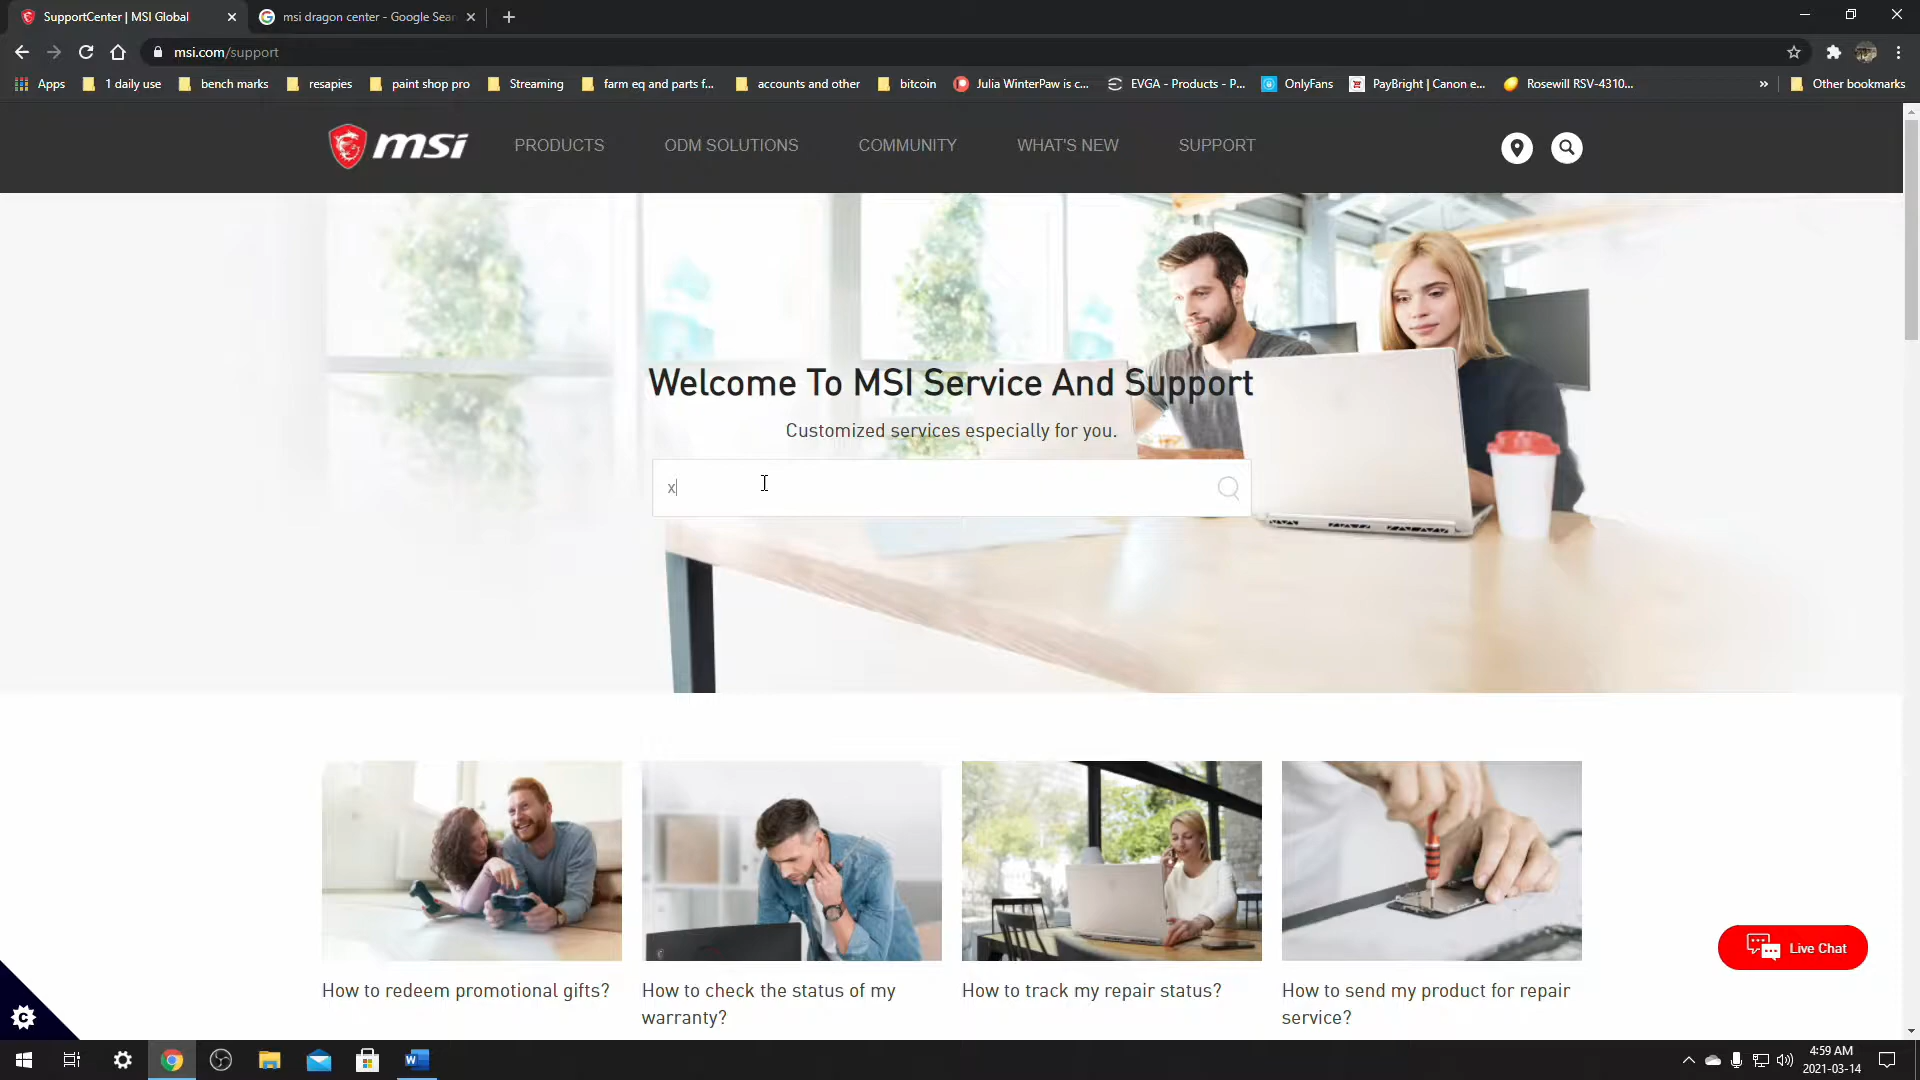 SupportCenter | MSI Global
msi dragon center - Google Sear
msi.com/support
Apps 1 daily use bench marks resapies paint shop pro Streaming farm eq and parts f... accounts and other bitcoin Julia WinterPaw is c... EVGA - Products - P... OnlyFans PayBright | Canon e... Rosewill RSV-4310... » Other bookmarks
msi PRODUCTS ODM SOLUTIONS COMMUNITY WHAT'S NEW SUPPORT
Welcome To MSI Service And Support
Customized services especially for you.
x
Live Chat
How to redeem promotional gifts?
How to check the status of my
warranty?
How to track my repair status?
How to send my product for repair
service?
4:59 AM
2021-03-14